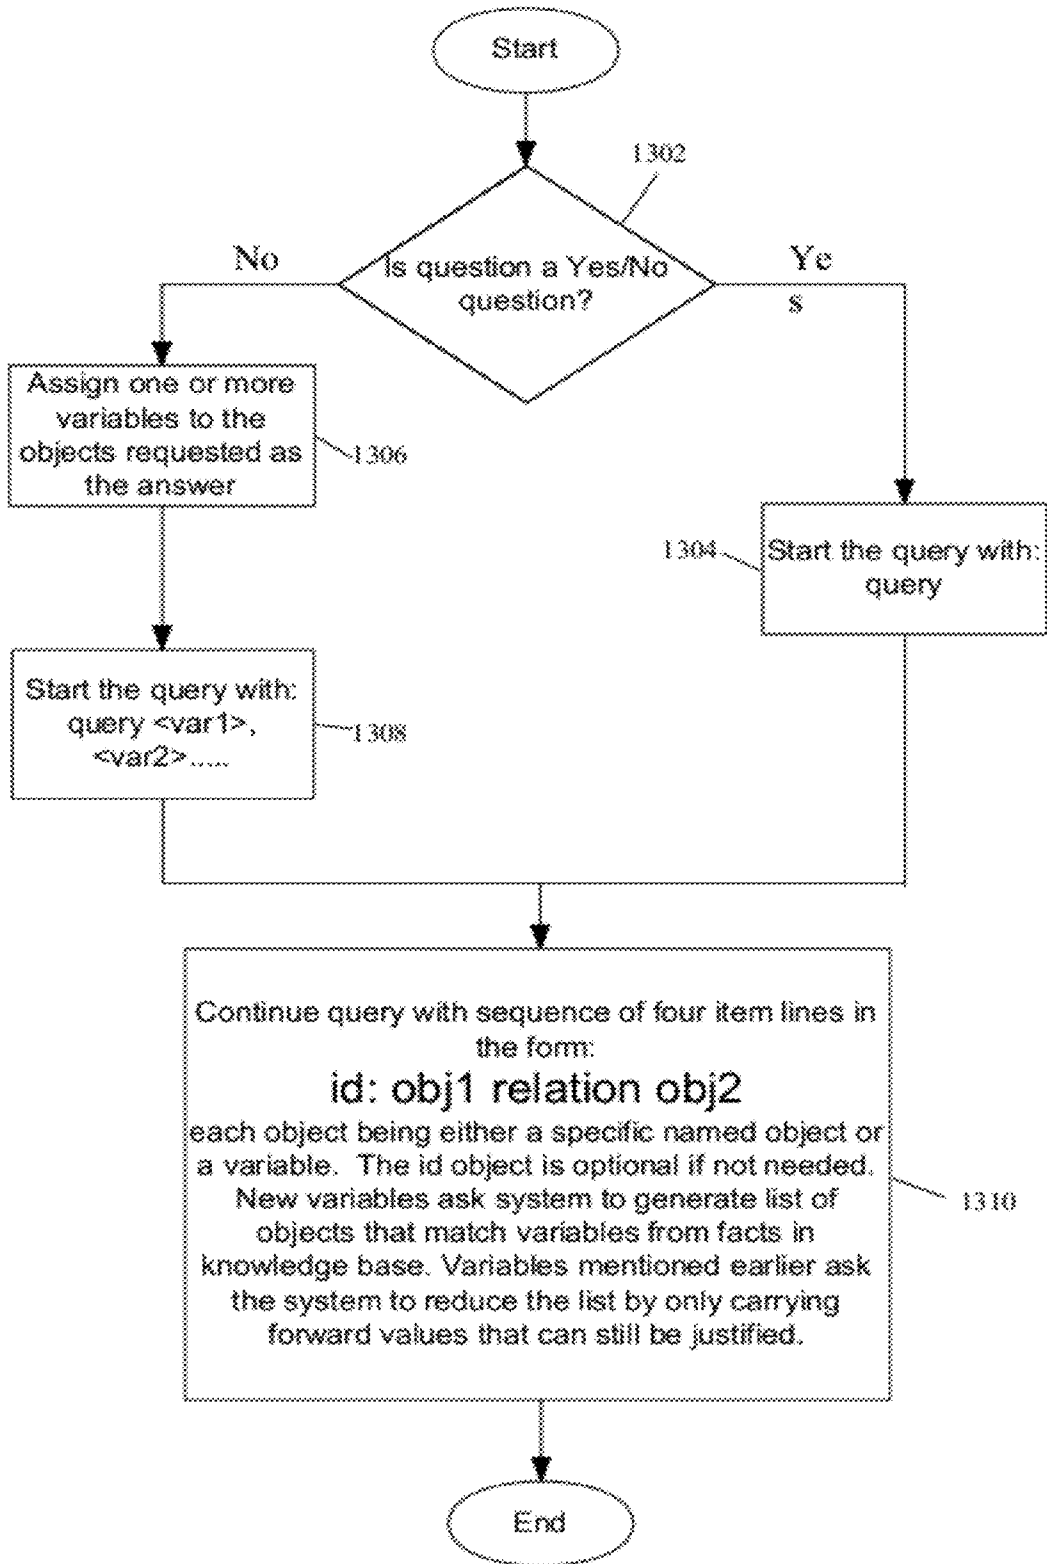 Start
1302
No
Is question a Yes/No
question?
Ye
s
Assign one or more
variables to the
objects requested as
the answer
1306
1304
Start the query with:
query
Start the query with:
query <var1>,
<var2>.....
1308
Continue query with sequence of four item lines in
the form:
id: obj1 relation obj2
each object being either a specific named object or
a variable. The id object is optional if not needed.
New variables ask system to generate list of
objects that match variables from facts in
knowledge base. Variables mentioned earlier ask
the system to reduce the list by only carrying
forward values that can still be justified.
1310
End